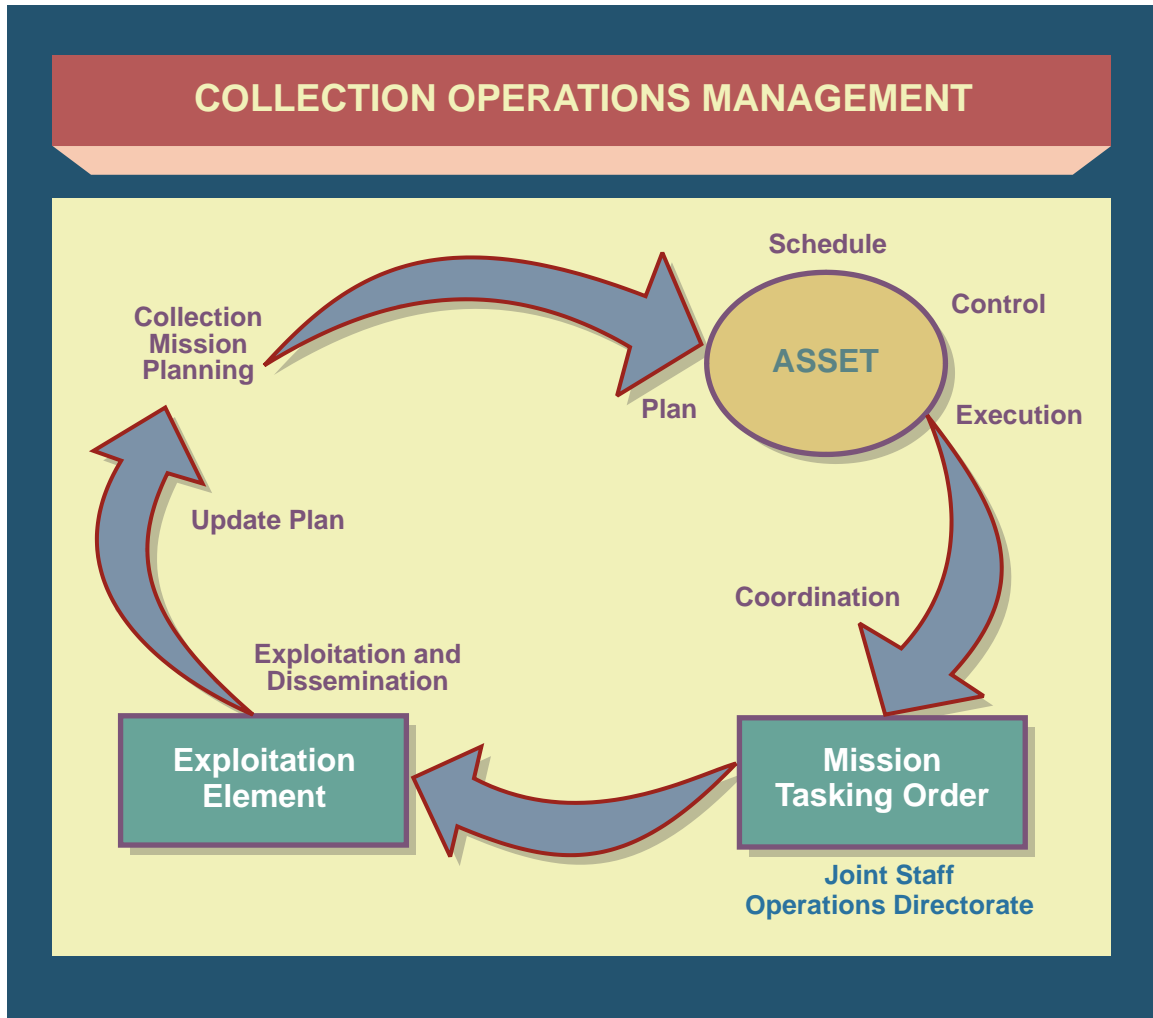 COLLECTION OPERATIONS MANAGEMENT
Schedule
Control
Collection
Mission
Planning
ASSET
Plan
Execution
Update Plan
Coordination
Exploitation and
Dissemination
Exploitation
Element
Mission
Tasking Order
Joint Staff
Operations Directorate